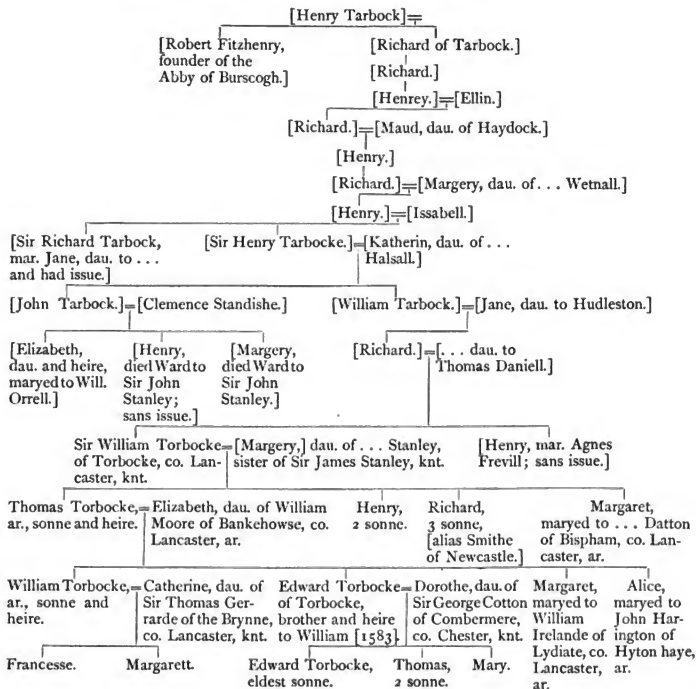 [Henry Tarbock]=
[Robert Fitzhenry,
founder of the
Abby of Burscogh.]
[Richard of Tarbock.]
[Richard.]
[Henrey.]=[Ellin.]
[Richard.]=[Maud, dau. of Haydock.]
[Henry.]
[Richard.]=[Margery, dau. of . . . Wetnall.]
[Henry.]=[Issabell.]
[Sir Richard Tarbock,
mar. Jane, dau. to . . .
and had issue.]
[Sir Henry Tarbocke.]=[Katherin, dau. of . . .
Halsall.]
[John Tarbock.]=[Clemence Standishe.]
[William Tarbock.]=[Jane, dau. to Hudleston.]
[Elizabeth,
dau. and heire,
maryed to Will.
Orrell.]
[Henry,
died Ward to
Sir John
Stanley;
sans issue.]
[Margery,
died Ward to
Sir John
Stanley.]
[Richard.]=[. . . dau. to
Thomas Daniell.]
Sir William Torbocke=[Margery,] dau. of . . . Stanley,
of Torbocke, co. Lan-
caster, knt.
sister of Sir James Stanley, knt.
[Henry, mar. Agnes
Frevill; sans issue.]
Thomas Torbocke,=Elizabeth, dau. of William
ar., sonne and heire.
Moore of Bankehowse, co.
Lancaster, ar.
Henry,
2 sonne.
Richard,
3 sonne,
[alias Smithe
of Newcastle.]
Margaret,
maryed to . . . Datton
of Bispham, co. Lan-
caster, ar.
William Torbocke,=Catherine, dau. of
ar., sonne and
heire.
Sir Thomas Ger-
rarde of the Brynne,
co. Lancaster, knt.
Edward Torbocke=Dorothe, dau. of
of Torbocke,
brother and heire
to William [1583].
Sir George Cotton
of Combermere,
co. Chester, knt.
Margaret,
maryed to
William
Irelande of
Lydiate, co.
Lancaster,
ar.
Alice,
maryed to
John Har-
ington of
Hyton haye,
ar.
Francesse.
Margarett.
Edward Torbocke,
eldest sonne.
Thomas,
2 sonne.
Mary.